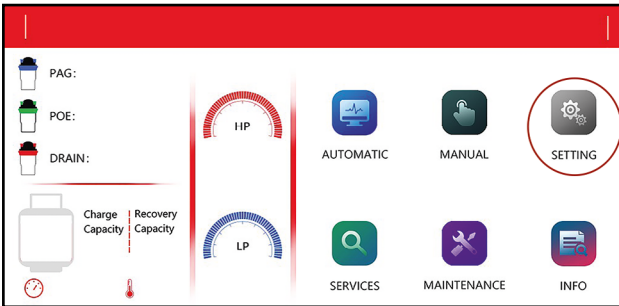 PAG:
POE:
DRAIN:
Charge Capacity
Recovery Capacity
HP
LP
AUTOMATIC
MANUAL
SETTING
SERVICES
MAINTENANCE
INFO